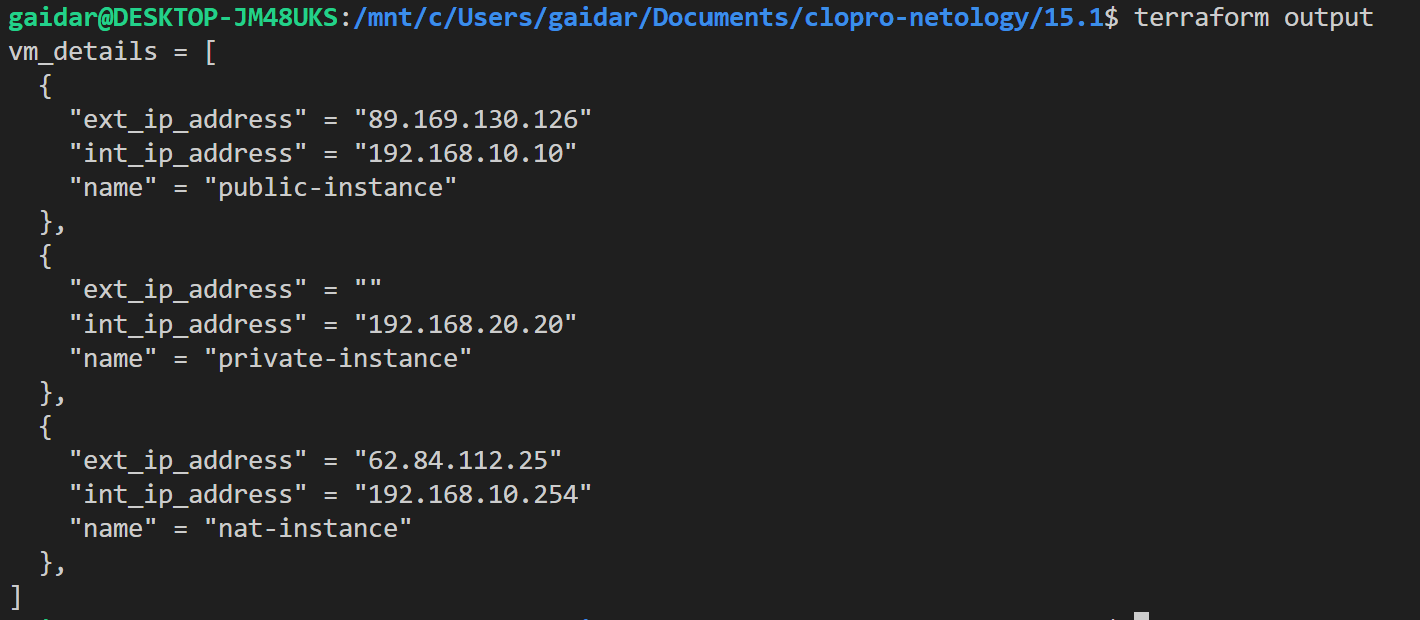 gaidar@DESKTOP-JM48UKS:/mnt/c/Users/gaidar/Documents/clopro-netology/15.1$ terraform output
vm_details = [
  {
    "ext_ip_address" = "89.169.130.126"
    "int_ip_address" = "192.168.10.10"
    "name" = "public-instance"
  },
  {
    "ext_ip_address" = ""
    "int_ip_address" = "192.168.20.20"
    "name" = "private-instance"
  },
  {
    "ext_ip_address" = "62.84.112.25"
    "int_ip_address" = "192.168.10.254"
    "name" = "nat-instance"
  },
]